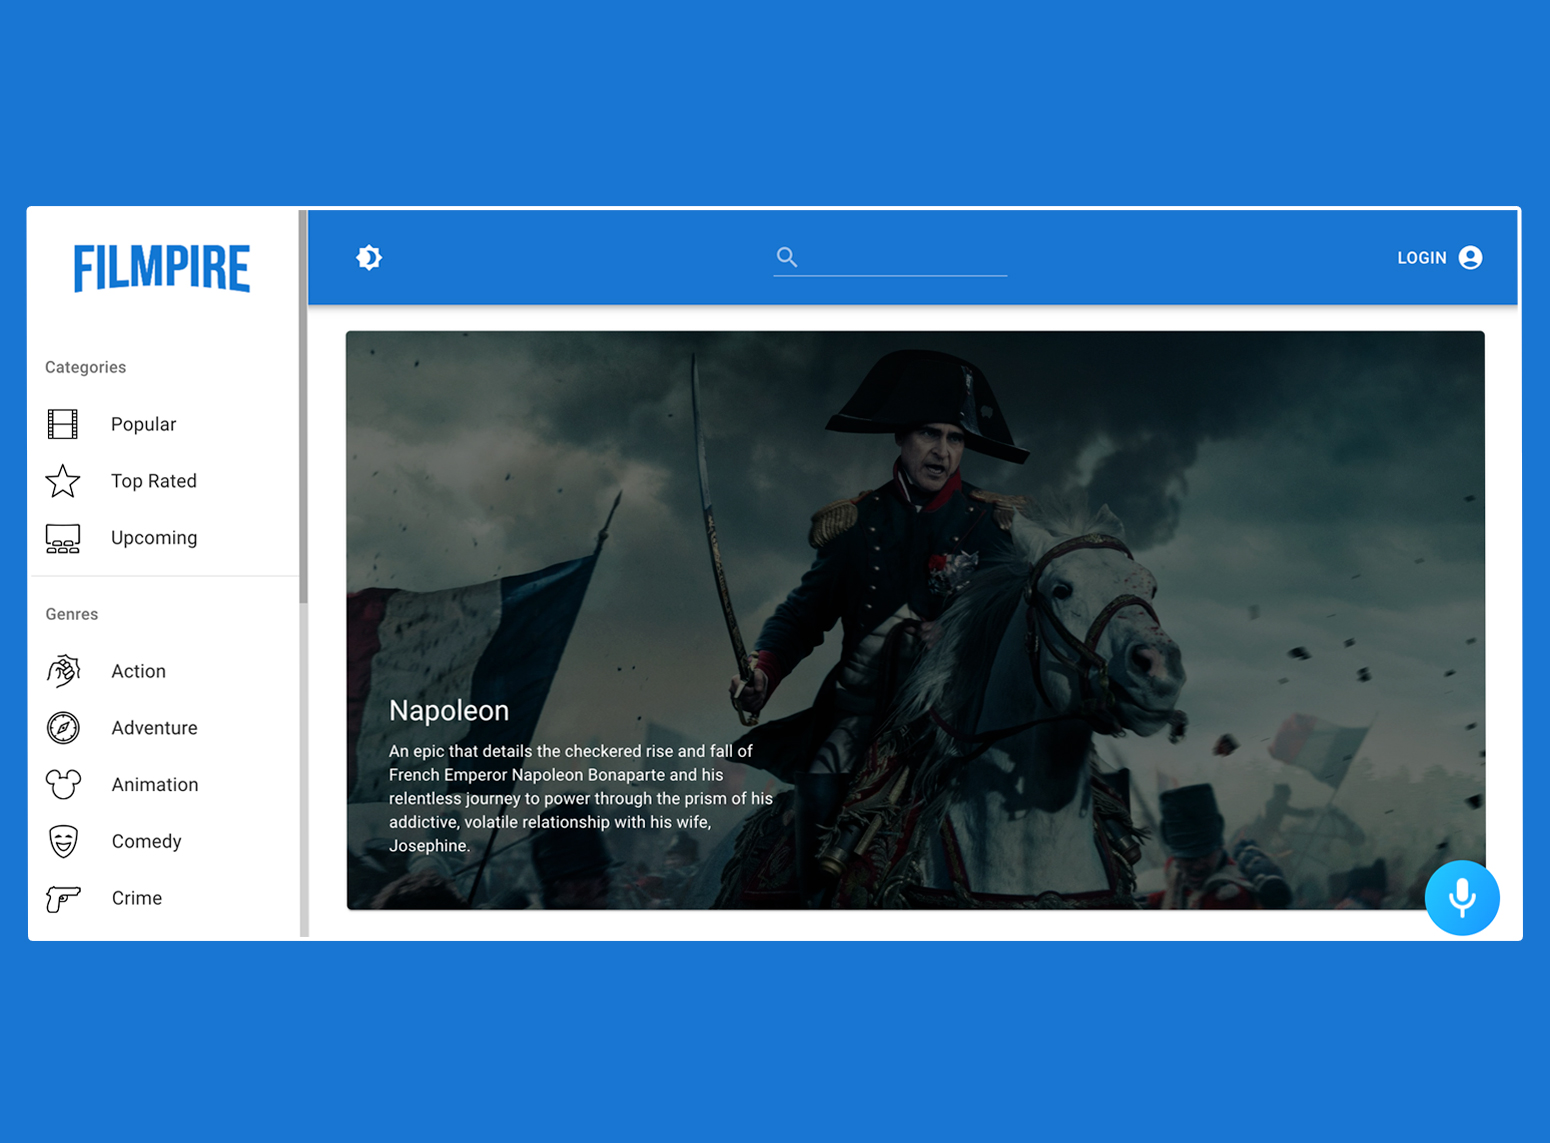 FILMPIRE
LOGIN
Categories
Popular
Top Rated
Upcoming
Genres
Action
Adventure
Animation
Comedy
Crime
Napoleon
An epic that details the checkered rise and fall of
French Emperor Napoleon Bonaparte and his
relentless journey to power through the prism of his
addictive, volatile relationship with his wife,
Josephine.